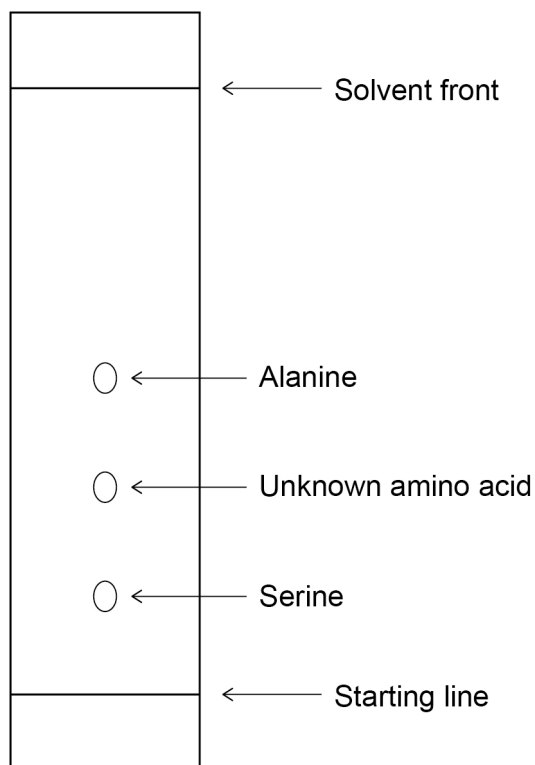 Solvent front
Alanine
Unknown amino acid
Serine
Starting line